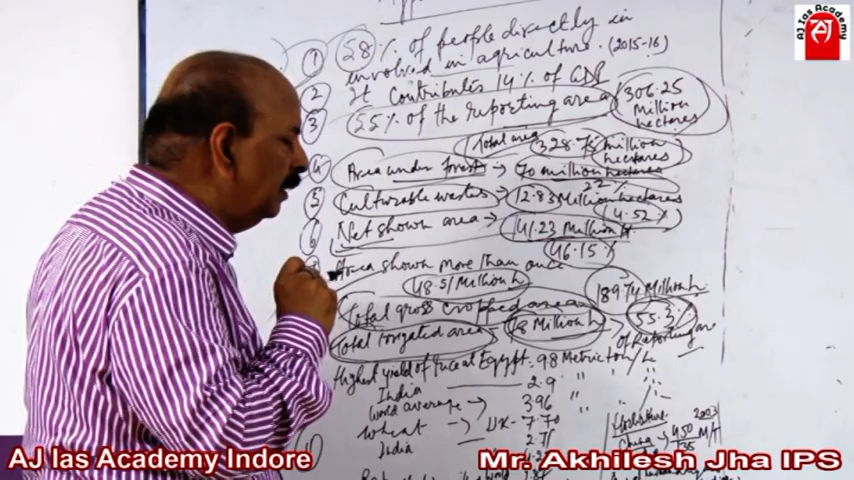 ① 58% of people directly in
involved in agriculture. (2015-16)
② It contributes 14% of GDP
③ 55% of the reporting area 306.25 Million hectares
Total area 328.75 million hectares
④ Area under forest → 70 million hectares
22%
⑤ Culturable wastes → 12.83 Million hectares
4.52%
⑥ Net shown area → 141.23 Million H
46.15%
Area shown more than once
48.51 Million h
Total gross cropped area 189.74 Million h.
Total Irrigated area - 78 Million h → 55.3%
of Reporting are
Highest yield of rice at Egypt. 9.8 Metric ton/h
India 2.9 "
World average → 3.96 "
Wheat → UK - 7.70
India 2.71
2003
China → 450 M/T
AJ Ias Academy
AJ Ias Academy Indore
Mr. Akhilesh Jha IPS